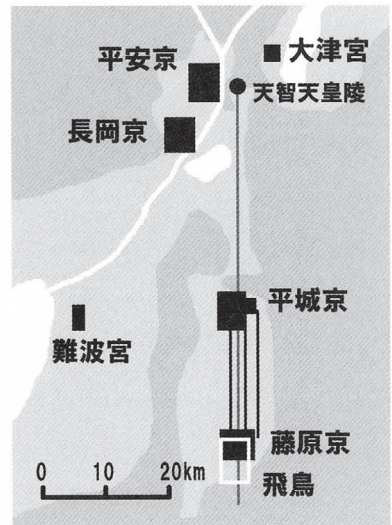 大津宮
平安京
天智天皇陵
長岡京
平城京
難波宮
藤原京
飛鳥
0 10 20km